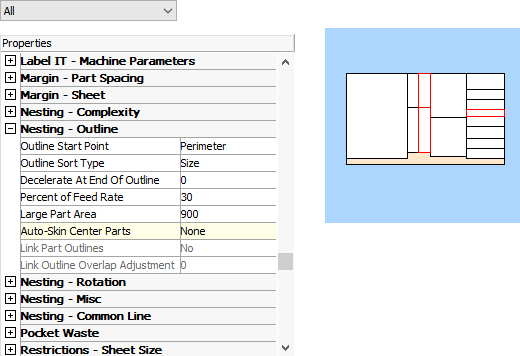 All
Properties
Label IT - Machine Parameters
Margin - Part Spacing
Margin - Sheet
Nesting - Complexity
Nesting - Outline
Outline Start Point Perimeter
Outline Sort Type Size
Decelerate At End Of Outline 0
Percent of Feed Rate 30
Large Part Area 900
Auto-Skin Center Parts None
Link Part Outlines No
Link Outline Overlap Adjustment 0
Nesting - Rotation
Nesting - Misc
Nesting - Common Line
Pocket Waste
Restrictions - Sheet Size